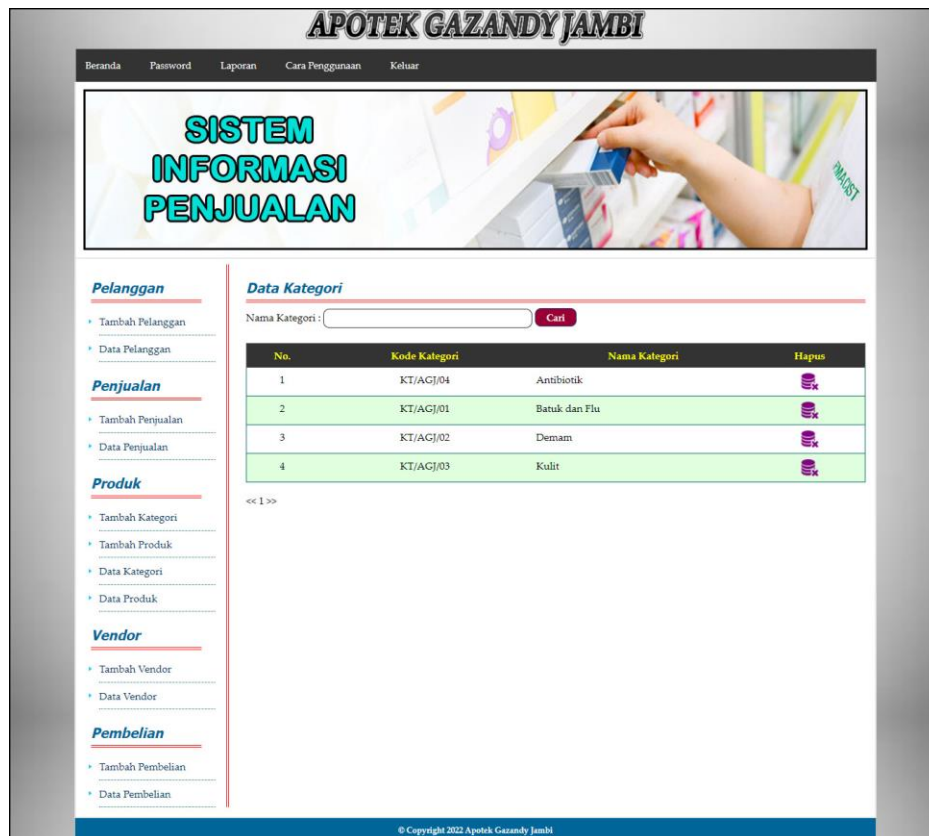 APOTEK GAZANDY JAMBI
Beranda Password Laporan Cara Penggunaan Keluar
SISTEM
INFORMASI
PENJUALAN
Pelanggan
Tambah Pelanggan
Data Pelanggan
Penjualan
Tambah Penjualan
Data Penjualan
Produk
Tambah Kategori
Tambah Produk
Data Kategori
Data Produk
Vendor
Tambah Vendor
Data Vendor
Pembelian
Tambah Pembelian
Data Pembelian
Data Kategori
Nama Kategori : Cari
No. Kode Kategori Nama Kategori Hapus
1 KT/AGJ/04 Antibiotik
2 KT/AGJ/01 Batuk dan Flu
3 KT/AGJ/02 Demam
4 KT/AGJ/03 Kulit
<< 1 >>
© Copyright 2022 Apotek Gazandy Jambi